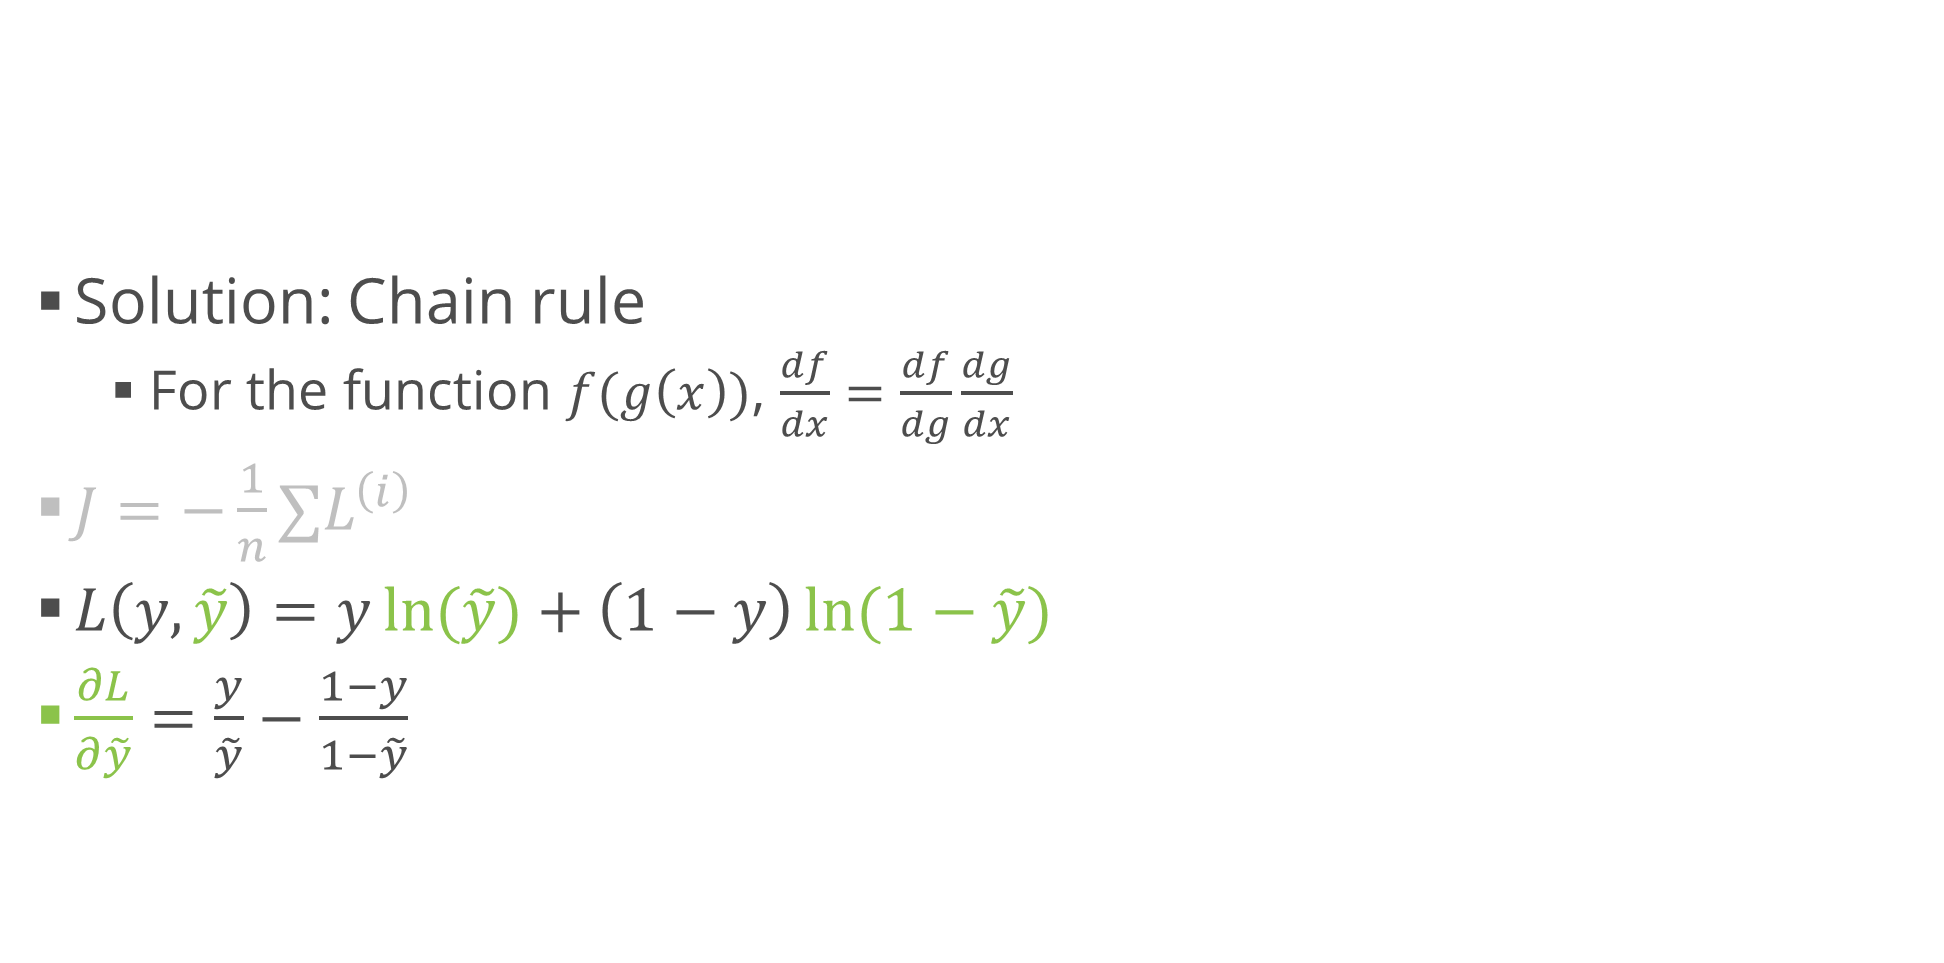 ▪ Solution: Chain rule
▪ For the function f(g(x)), df/dx = df/dg dg/dx
▪ J = −1/n ∑L^(i)
▪ L(y, ỹ) = y ln(ỹ) + (1 − y) ln(1 − ỹ)
▪ ∂L/∂ỹ = y/ỹ − 1−y/1−ỹ